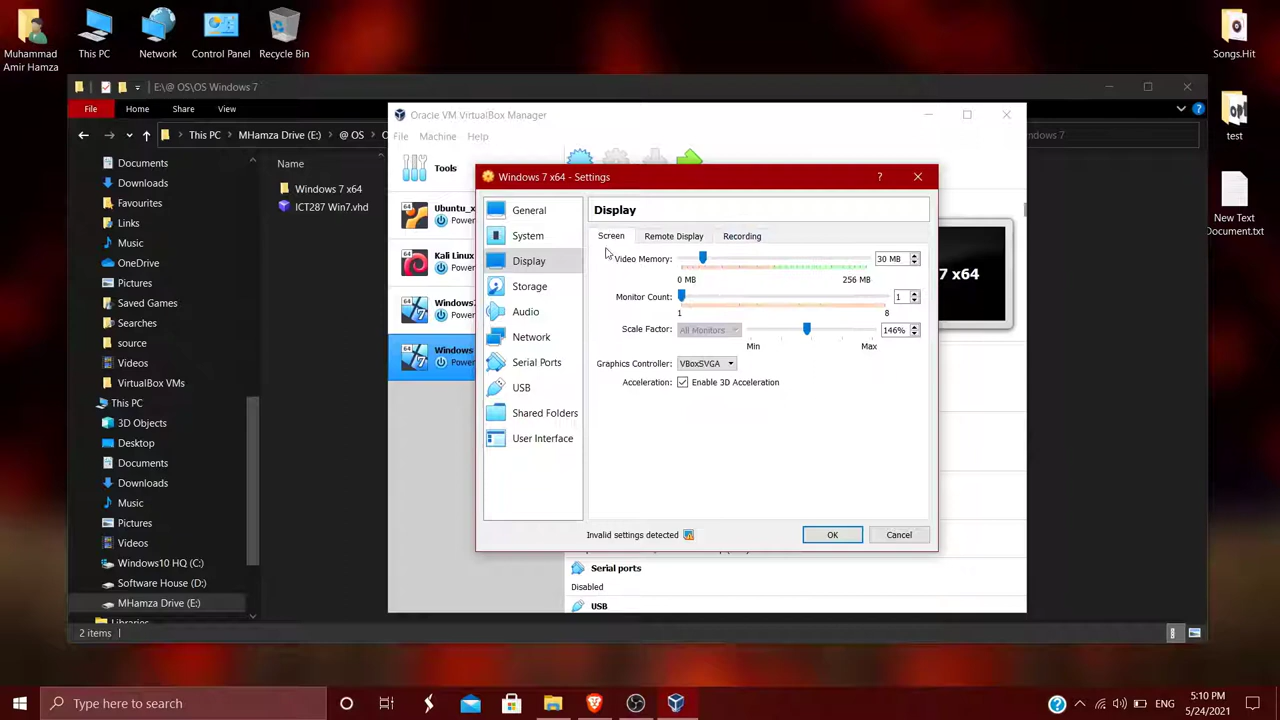 Muhammad
Amir Hamza
This PC
Network
Control Panel
Recycle Bin
Songs.Hit
test
New Text
Document.txt
E:\@ OS\OS Windows 7
File
Home
Share
View
This PC
MHamza Drive (E:)
@ OS
Documents
Downloads
Favourites
Links
Music
OneDrive
Pictures
Saved Games
Searches
source
Videos
VirtualBox VMs
This PC
3D Objects
Desktop
Documents
Downloads
Music
Pictures
Videos
Windows10 HQ (C:)
Software House (D:)
MHamza Drive (E:)
Libraries
Name
Windows 7 x64
ICT287 Win7.vhd
2 items
Oracle VM VirtualBox Manager
File
Machine
Help
Tools
64
64
64
64
7 x64
Serial ports
Disabled
USB
Windows 7 x64 - Settings
?
General
System
Display
Storage
Audio
Network
Serial Ports
USB
Shared Folders
User Interface
Display
Screen
Remote Display
Recording
Video Memory:
30 MB
0 MB
256 MB
Monitor Count:
1
1
8
Scale Factor:
All Monitors
146%
Min
Max
Graphics Controller:
VBoxSVGA
Acceleration:
Enable 3D Acceleration
Invalid settings detected
OK
Cancel
Type here to search
ENG
5:10 PM
5/24/2021